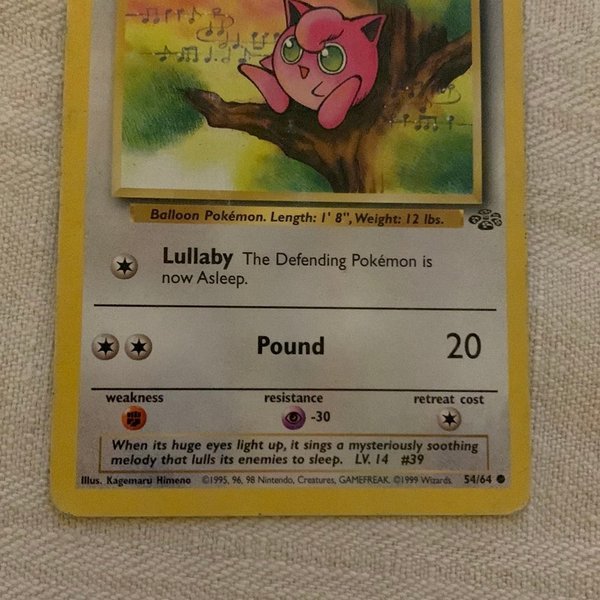 Balloon Pokémon. Length: 1' 8", Weight: 12 lbs.
Lullaby The Defending Pokémon is
now Asleep.
Pound 20
weakness resistance retreat cost
-30
When its huge eyes light up, it sings a mysteriously soothing
melody that lulls its enemies to sleep. LV. 14 #39
Illus. Kagemaru Himeno ©1995, 96, 98 Nintendo, Creatures, GAMEFREAK. ©1999 Wizards. 54/64